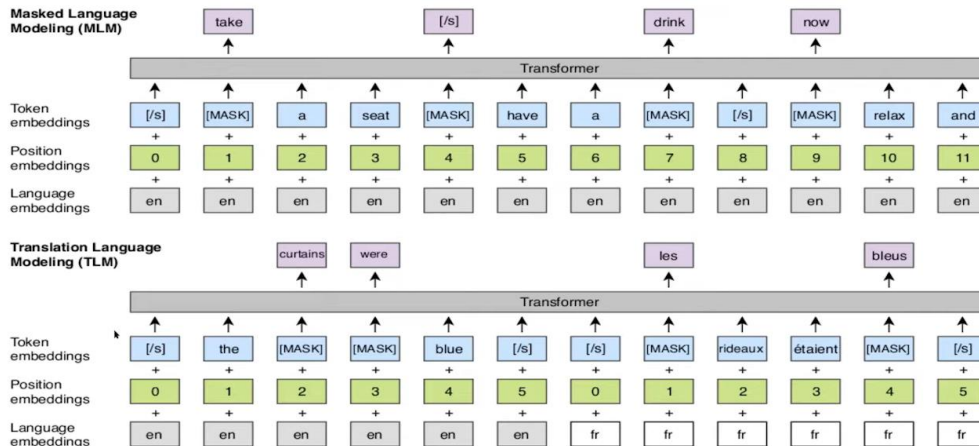 Masked Language
Modeling (MLM)
take [/s] drink now
Transformer
Token
embeddings
[/s] [MASK] a seat [MASK] have a [MASK] [/s] [MASK] relax and
+ + + + + + + + + + + +
Position
embeddings
0 1 2 3 4 5 6 7 8 9 10 11
+ + + + + + + + + + + +
Language
embeddings
en en en en en en en en en en en en
Translation Language
Modeling (TLM)
curtains were les bleus
Transformer
Token
embeddings
[/s] the [MASK] [MASK] blue [/s] [/s] [MASK] rideaux étaient [MASK] [/s]
+ + + + + + + + + + + +
Position
embeddings
0 1 2 3 4 5 0 1 2 3 4 5
+ + + + + + + + + + + +
Language
embeddings
en en en en en en fr fr fr fr fr fr